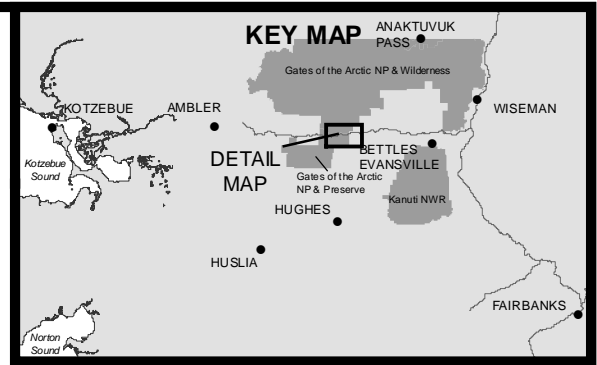 KEY MAP
ANAKTUVUK
PASS
Gates of the Arctic NP & Wilderness
KOTZEBUE
AMBLER
WISEMAN
Kotzebue
Sound
DETAIL
MAP
BETTLES
EVANSVILLE
Gates of the Arctic
NP & Preserve
Kanuti NWR
HUGHES
HUSLIA
FAIRBANKS
Norton
Sound